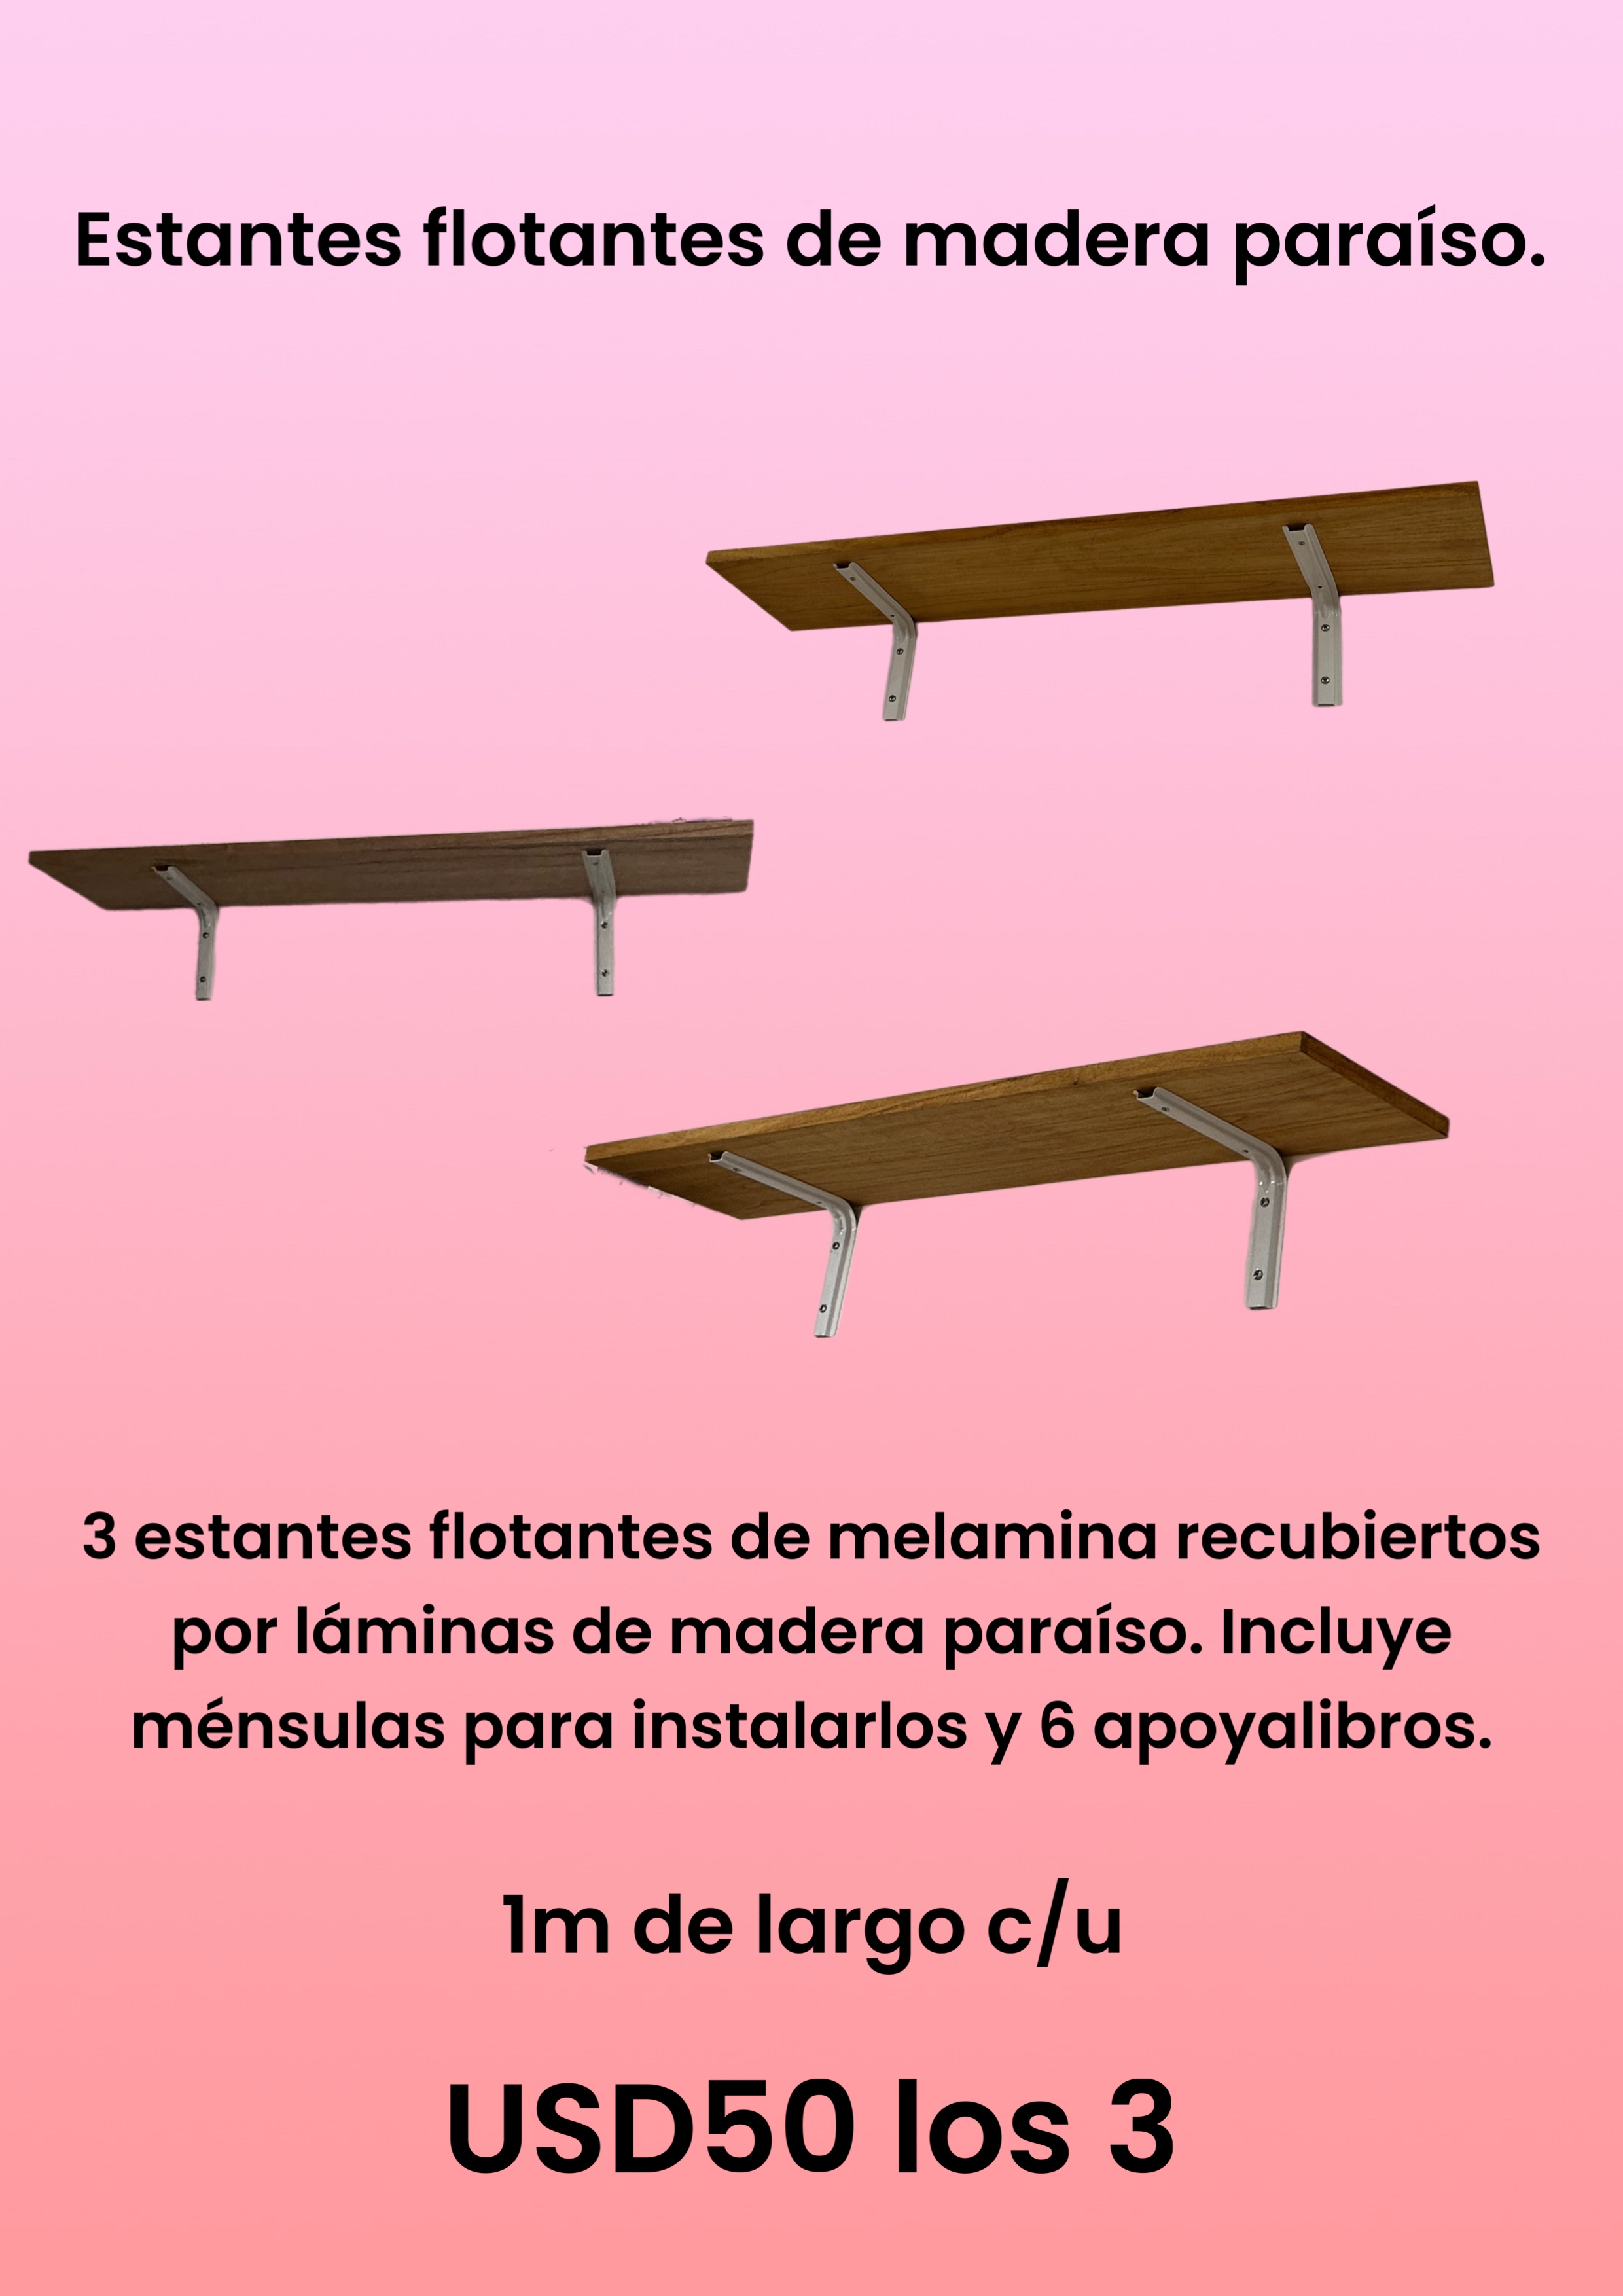 Estantes flotantes de madera paraíso.
3 estantes flotantes de melamina recubiertos
por láminas de madera paraíso. Incluye
ménsulas para instalarlos y 6 apoyalibros.
1m de largo c/u
USD50 los 3